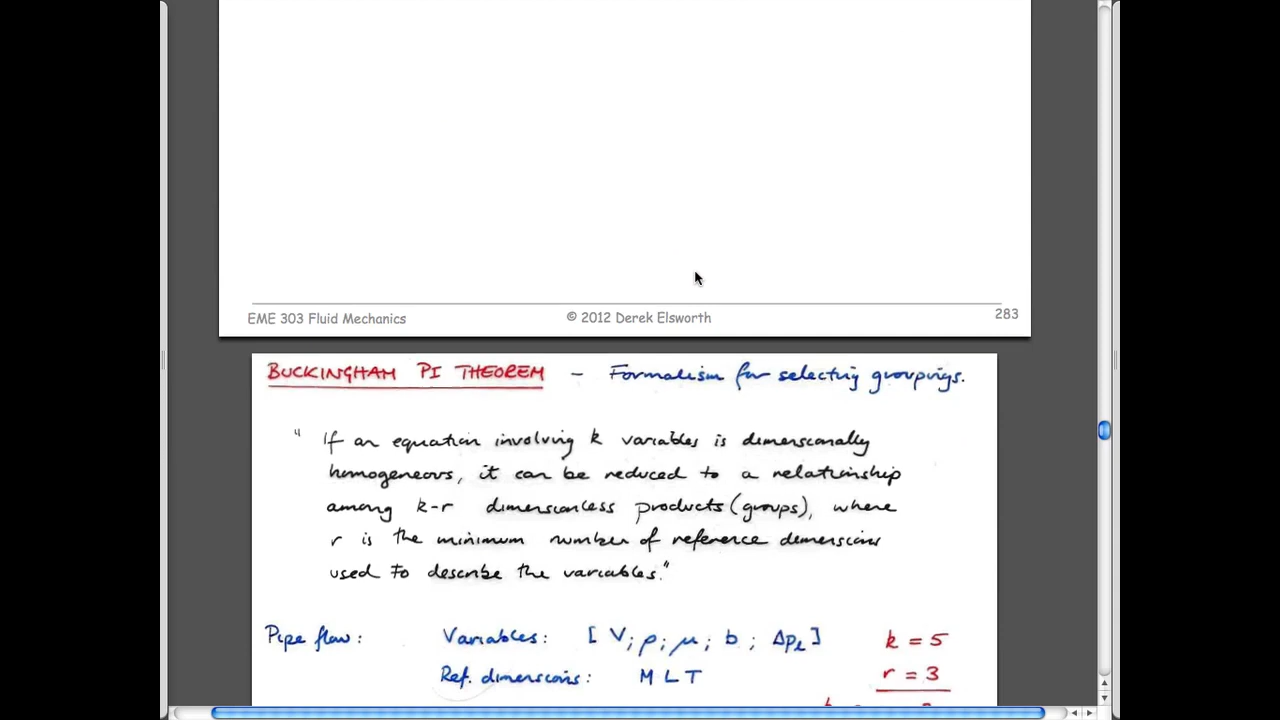 EME 303 Fluid Mechanics © 2012 Derek Elsworth 283
BUCKINGHAM PI THEOREM - Formalism for selecting groupings.
" If an equation involving k variables is dimensionally
homogeneous, it can be reduced to a relationship
among k-r dimensionless products (groups), where
r is the minimum number of reference dimensions
used to describe the variables."
Pipe flow: Variables: [ V; ρ; μ; b; Δpℓ ] k = 5
Ref. dimensions: M L T r = 3